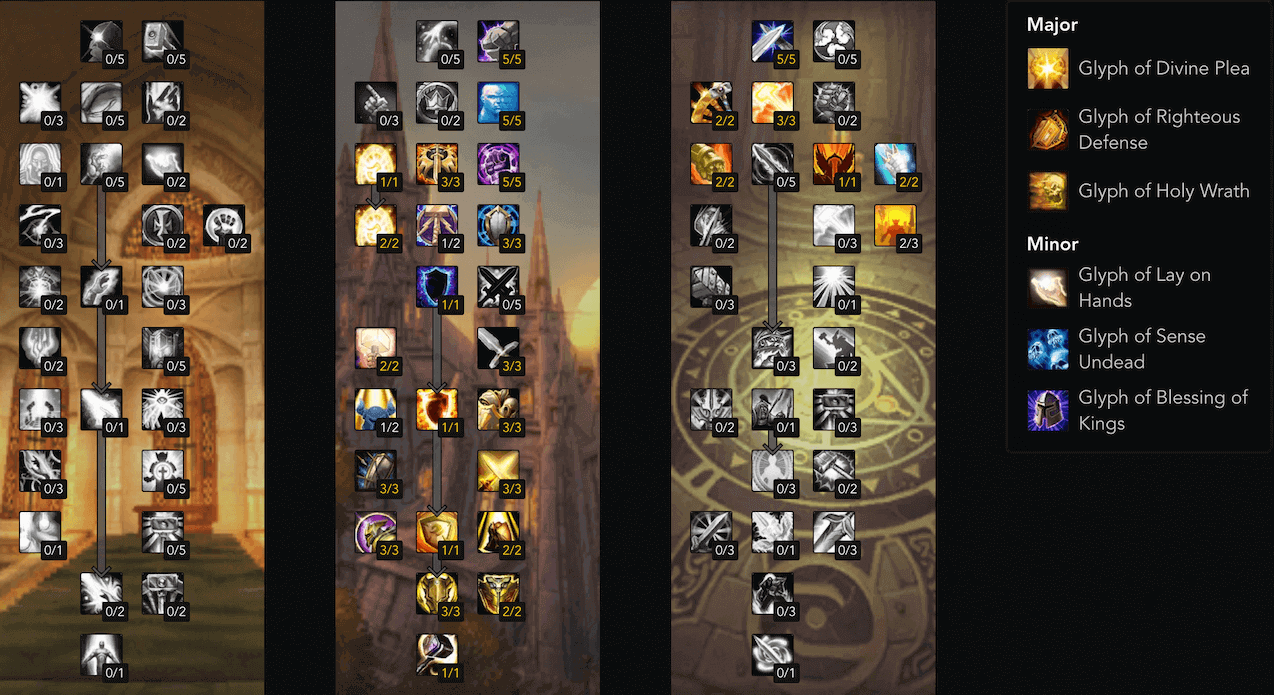 0/5 0/5 0/5 5/5 5/5 0/5 Major
Glyph of Divine Plea
0/3 0/5 0/2 0/3 0/2 5/5 2/2 3/3 0/2 Glyph of Righteous
Defense
0/1 0/5 0/2 1/1 3/3 5/5 2/2 0/5 1/1 2/2 Glyph of Holy Wrath
0/3 0/2 0/2 2/2 1/2 3/3 0/2 0/3 2/3 Minor
0/2 0/1 0/3 1/1 0/5 0/3 0/1 Glyph of Lay on
Hands
0/2 0/5 2/2 3/3 0/3 0/2 Glyph of Sense
Undead
0/3 0/1 0/3 1/2 1/1 3/3 0/2 0/1 0/3 Glyph of Blessing of
Kings
0/3 0/5 3/3 3/3 0/3 0/2
0/1 0/5 3/3 1/1 2/2 0/3 0/1 0/3
0/2 0/2 3/3 2/2 0/3
0/1 1/1 0/1